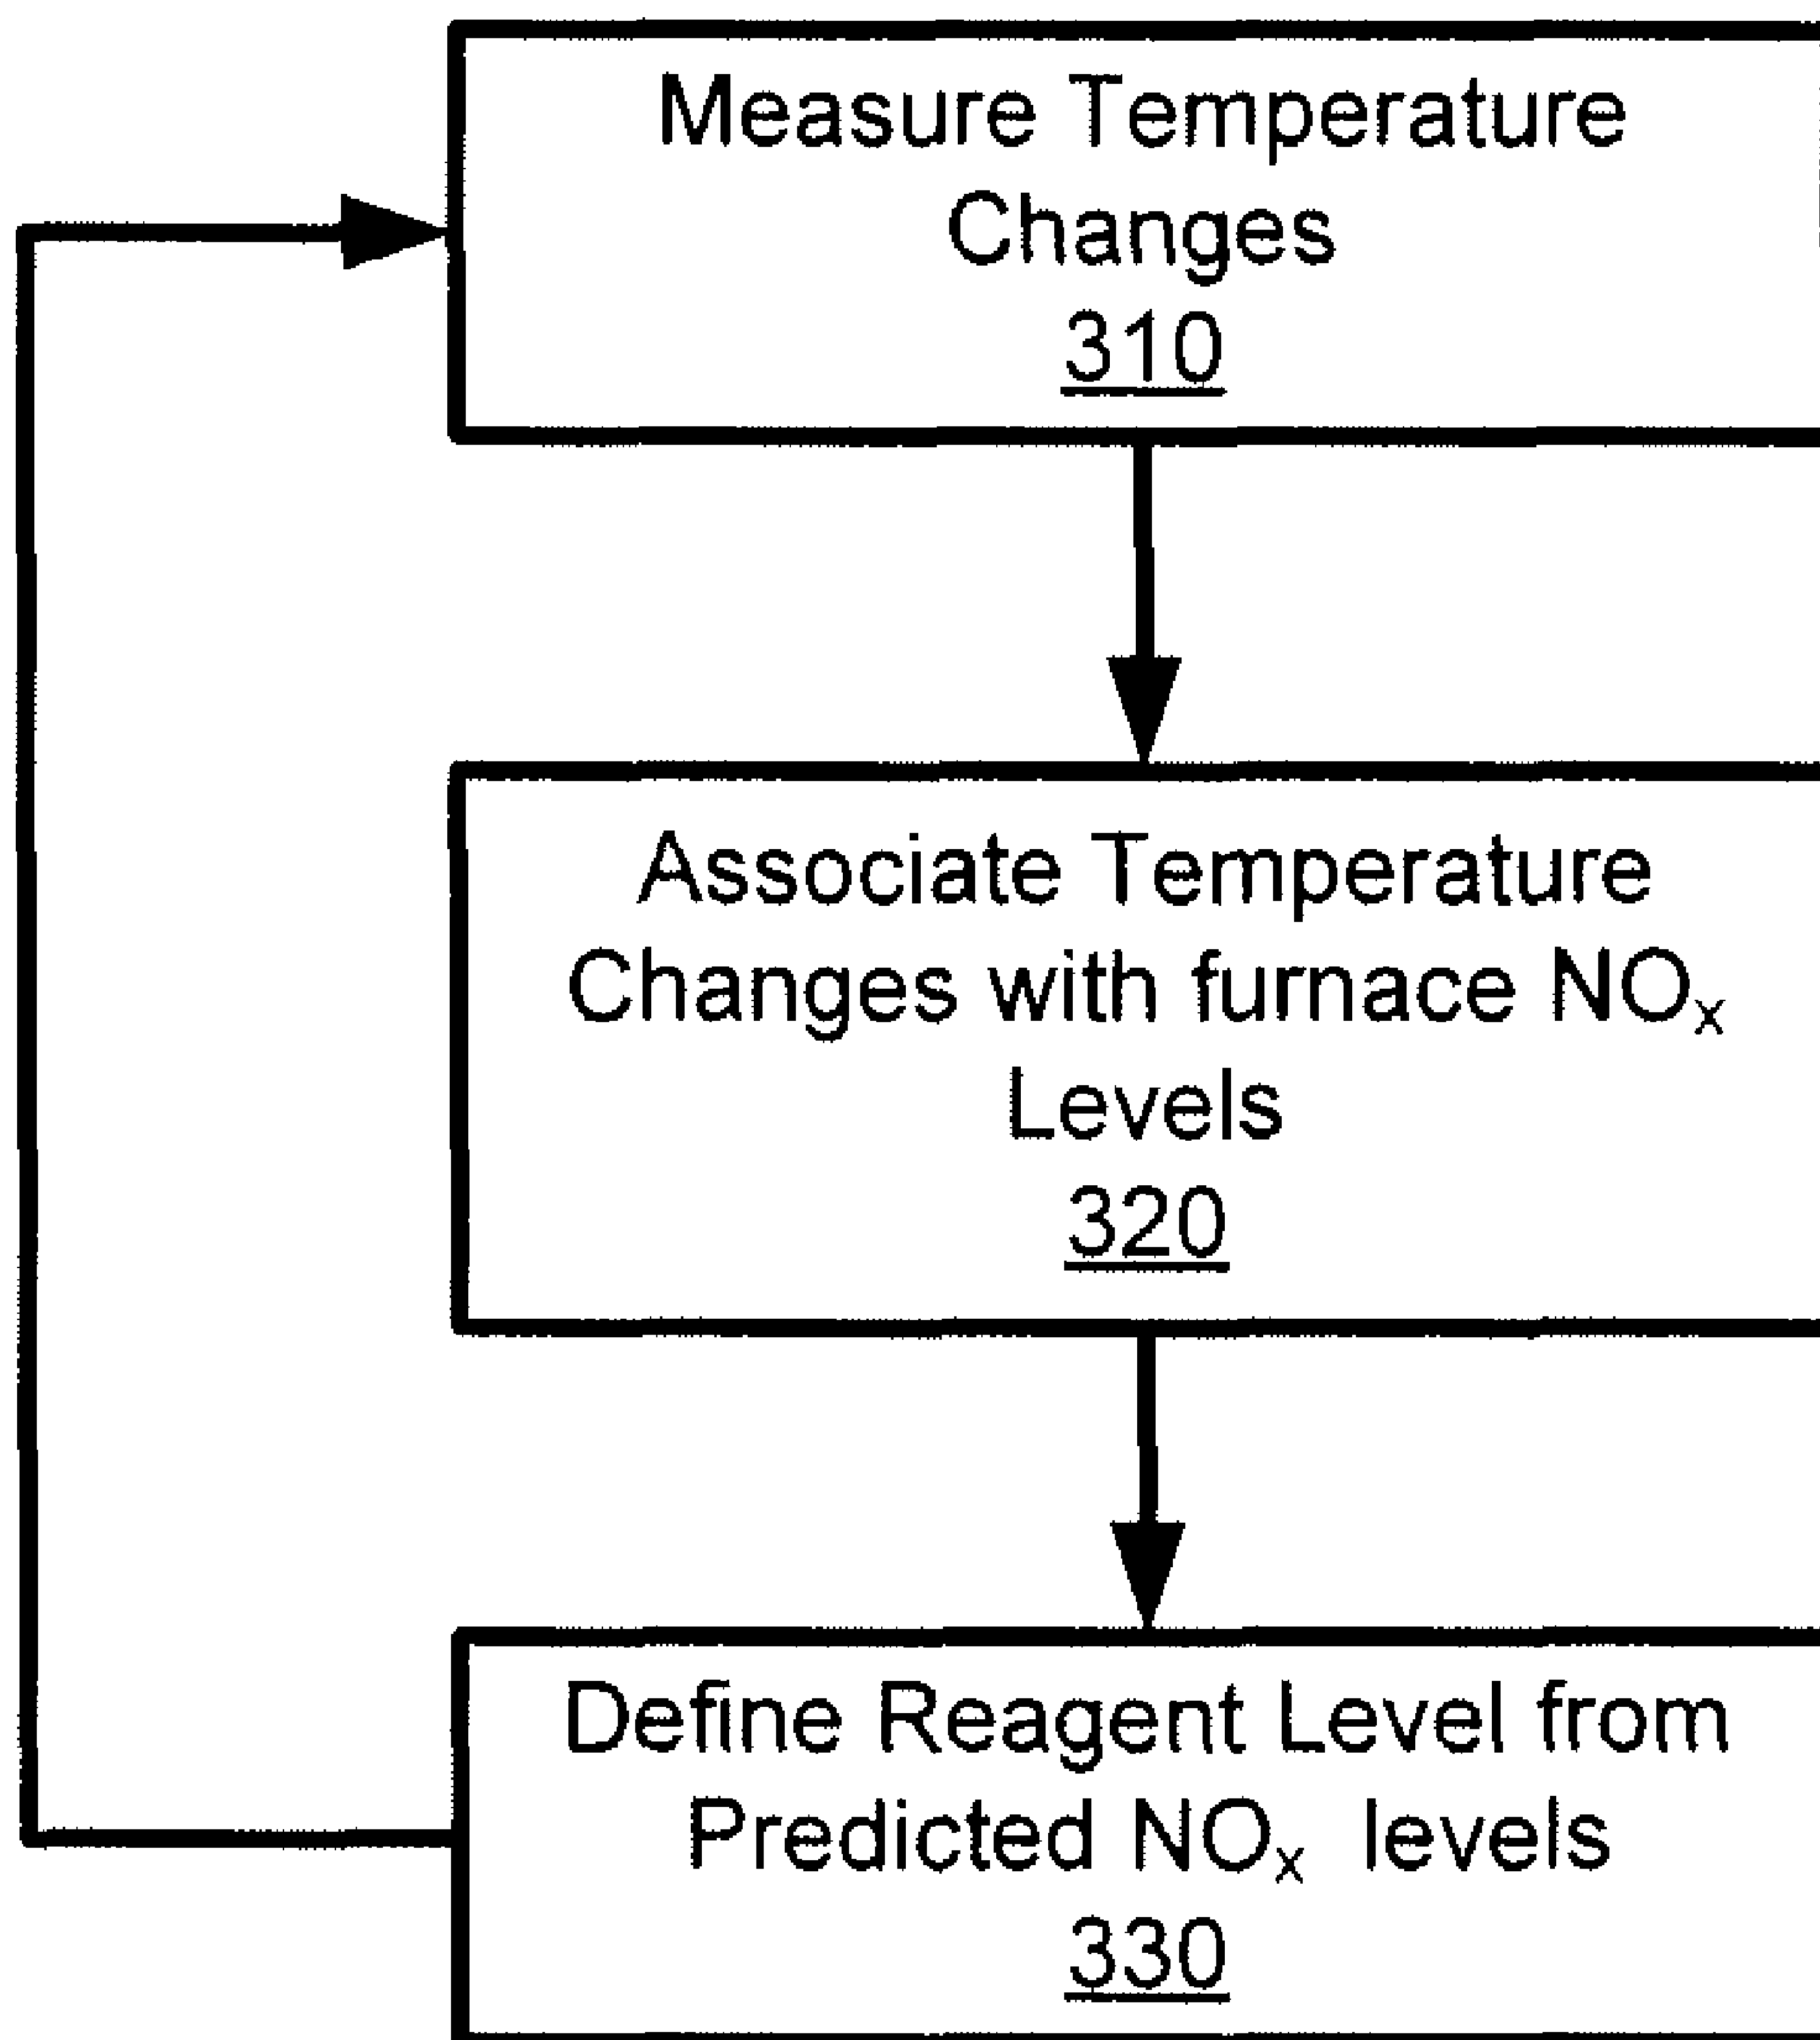 Measure Temperature
Changes
310
Associate Temperature
Changes with furnace NOₓ
Levels
320
Define Reagent Level from
Predicted NOₓ levels
330